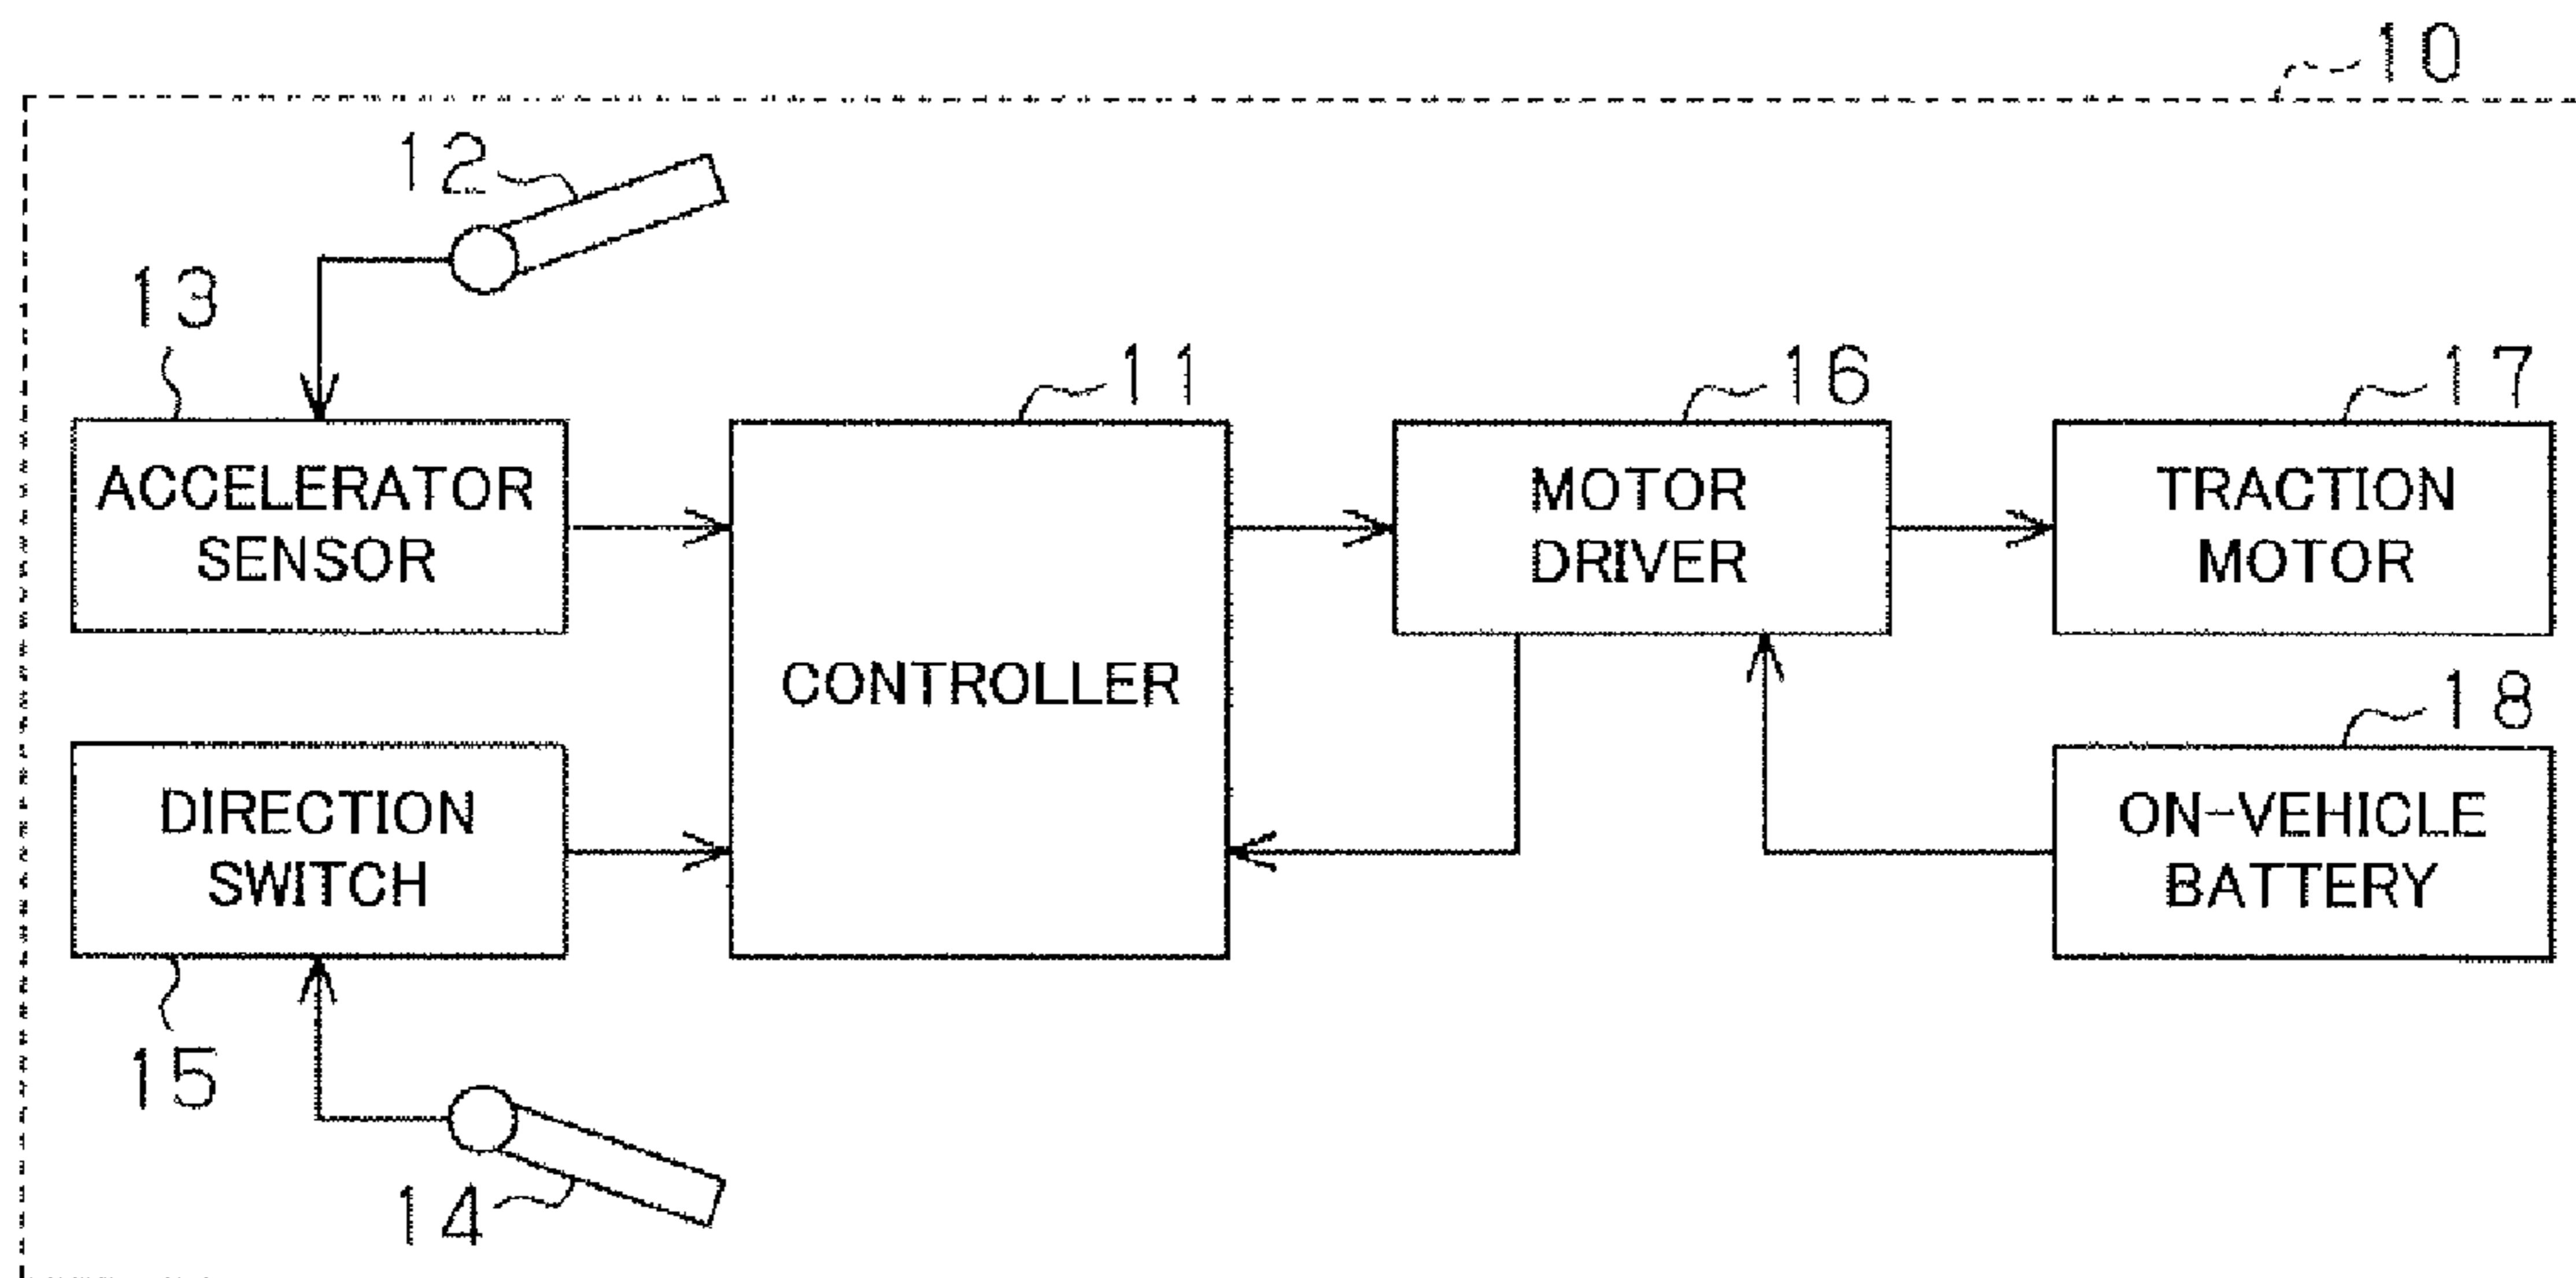 10
12
13
11
16
17
ACCELERATOR
SENSOR
MOTOR
DRIVER
TRACTION
MOTOR
CONTROLLER
18
DIRECTION
SWITCH
ON-VEHICLE
BATTERY
15
14